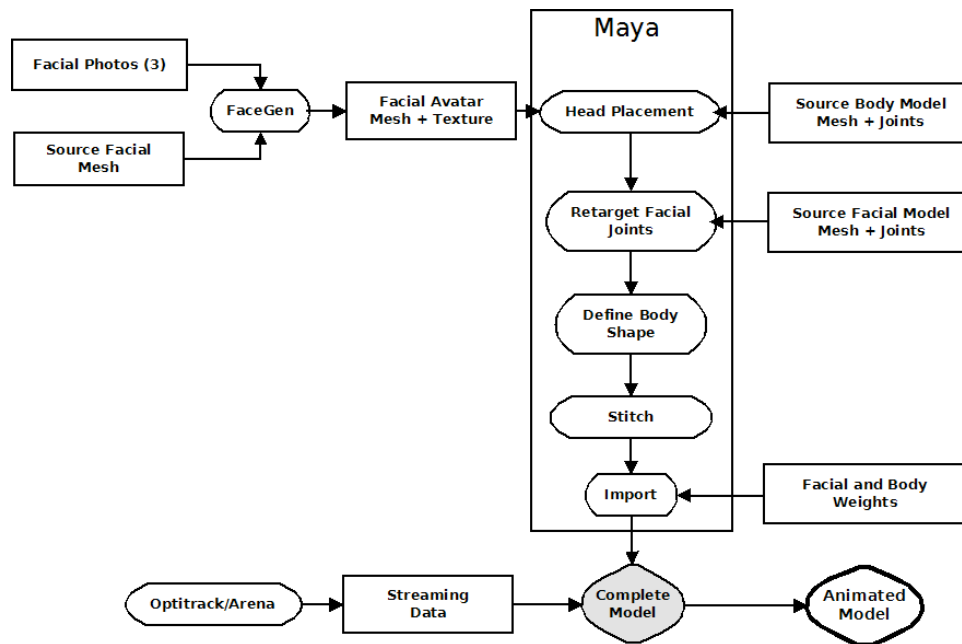 Maya
Facial Photos (3)
FaceGen
Source Facial
Mesh
Facial Avatar
Mesh + Texture
Head Placement
Source Body Model
Mesh + Joints
Retarget Facial
Joints
Source Facial Model
Mesh + Joints
Define Body
Shape
Stitch
Import
Facial and Body
Weights
Optitrack/Arena
Streaming
Data
Complete
Model
Animated
Model